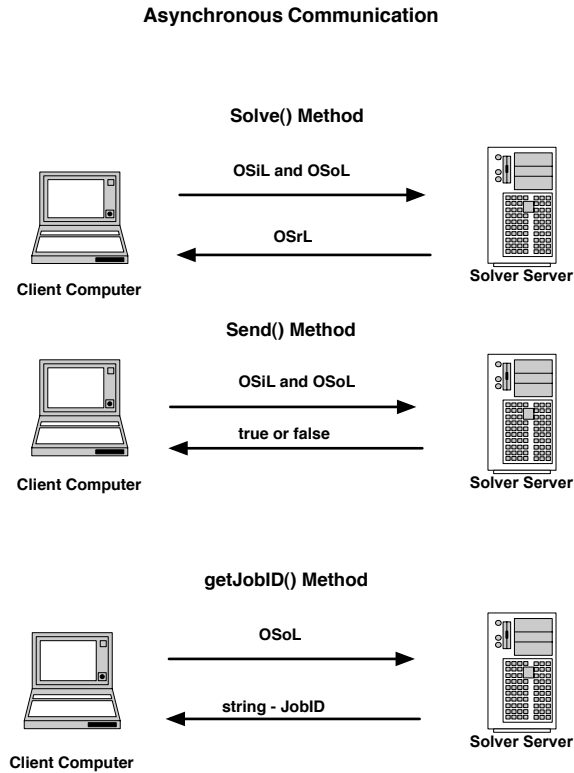 Asynchronous Communication
Solve() Method
OSiL and OSoL
OSrL
Client Computer
Solver Server
Send() Method
OSiL and OSoL
true or false
Client Computer
Solver Server
getJobID() Method
OSoL
string - JobID
Client Computer
Solver Server